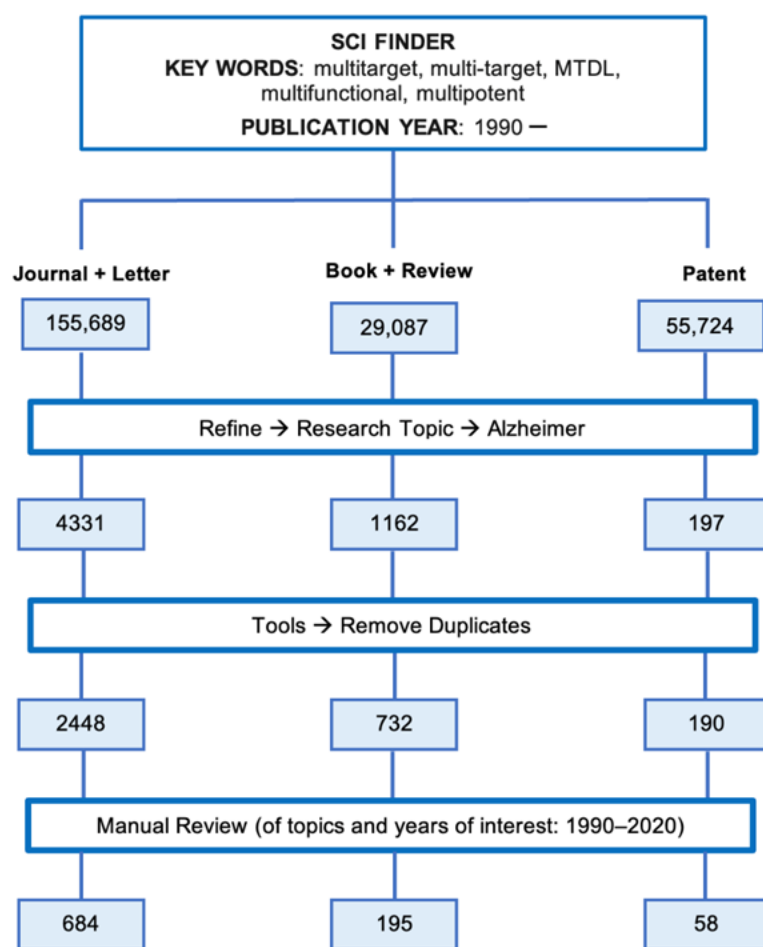 SCI FINDER
KEY WORDS: multitarget, multi-target, MTDL,
multifunctional, multipotent
PUBLICATION YEAR: 1990 —
Journal + Letter
Book + Review
Patent
155,689
29,087
55,724
Refine → Research Topic → Alzheimer
4331
1162
197
Tools → Remove Duplicates
2448
732
190
Manual Review (of topics and years of interest: 1990–2020)
684
195
58